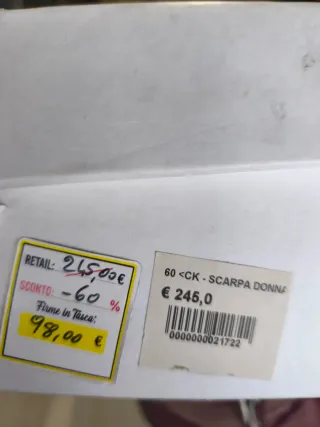 RETAIL: 245,00€
SCONTO: -60 %
Firme in Tasca:
98,00 €
60 <CK - SCARPA DONNA
€ 245,0
0000000021722